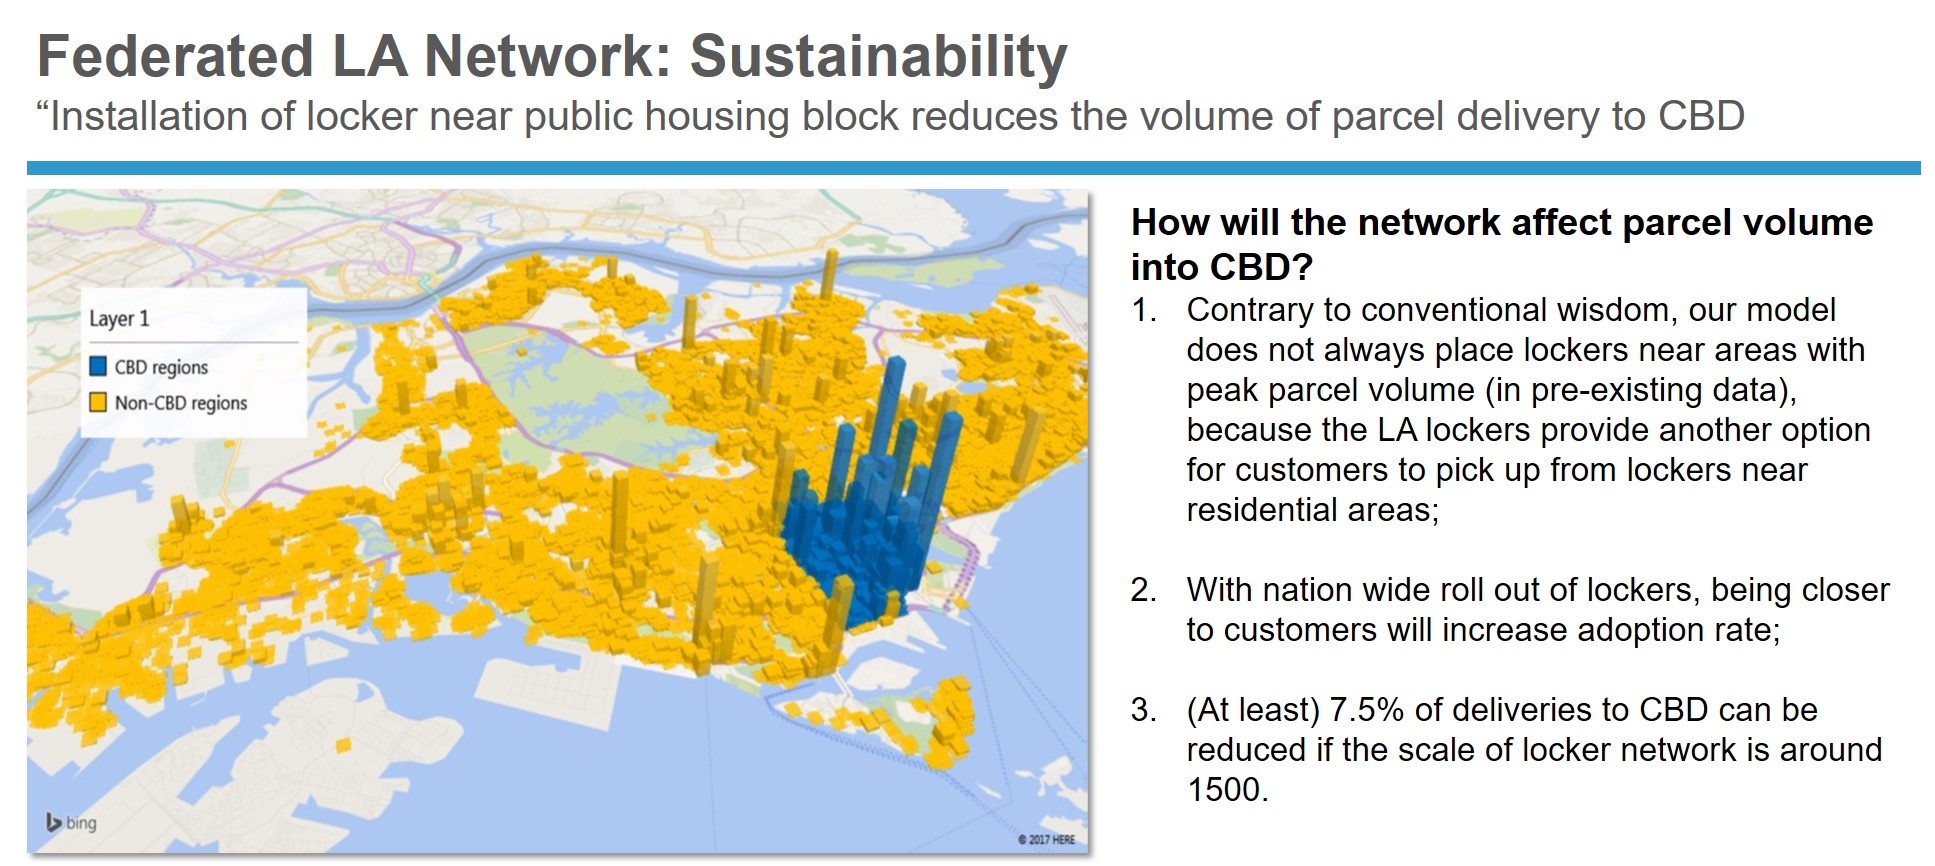 Federated LA Network: Sustainability
“Installation of locker near public housing block reduces the volume of parcel delivery to CBD
Layer 1
CBD regions
Non-CBD regions
bing
© 2017 HERE
How will the network affect parcel volume
into CBD?
1. Contrary to conventional wisdom, our model
does not always place lockers near areas with
peak parcel volume (in pre-existing data),
because the LA lockers provide another option
for customers to pick up from lockers near
residential areas;
2. With nation wide roll out of lockers, being closer
to customers will increase adoption rate;
3. (At least) 7.5% of deliveries to CBD can be
reduced if the scale of locker network is around
1500.